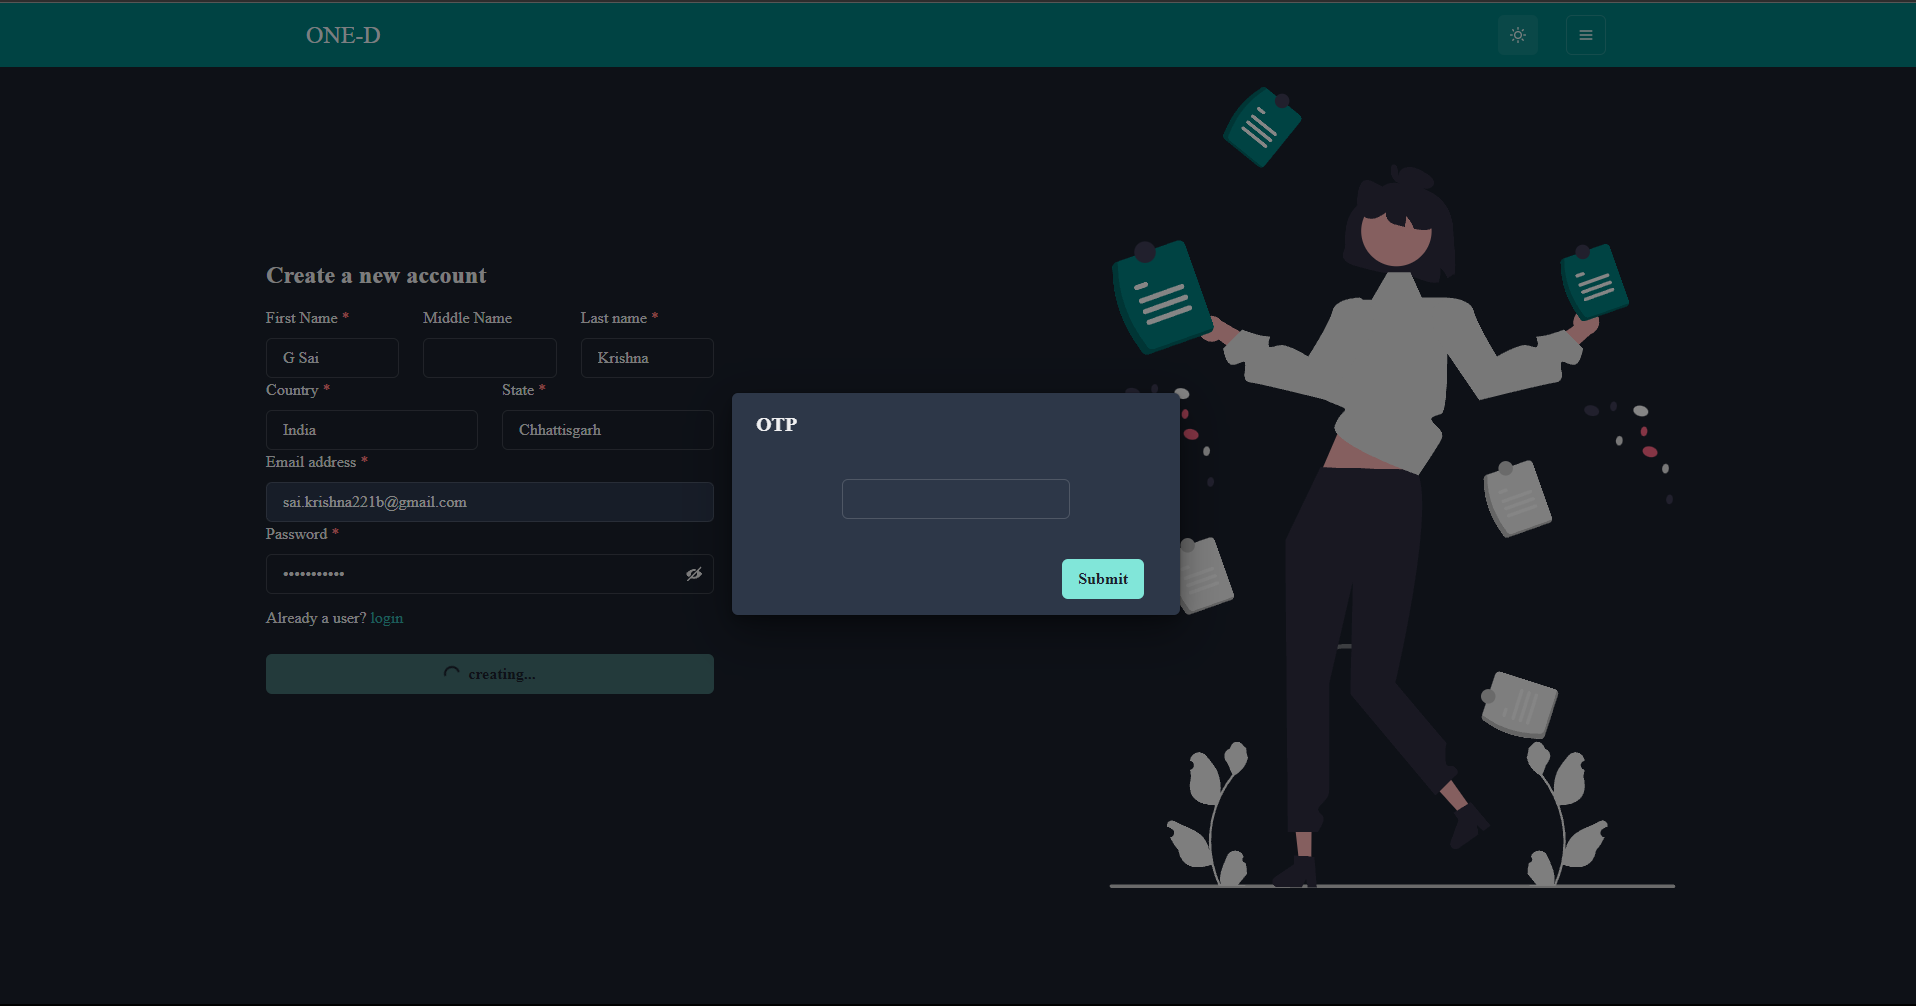 ONE-D
Create a new account
First Name * Middle Name Last name *
G Sai Krishna
Country * State *
India Chhattisgarh
Email address *
sai.krishna221b@gmail.com
Password *
•••••••••••
Already a user? login
creating...
OTP
Submit